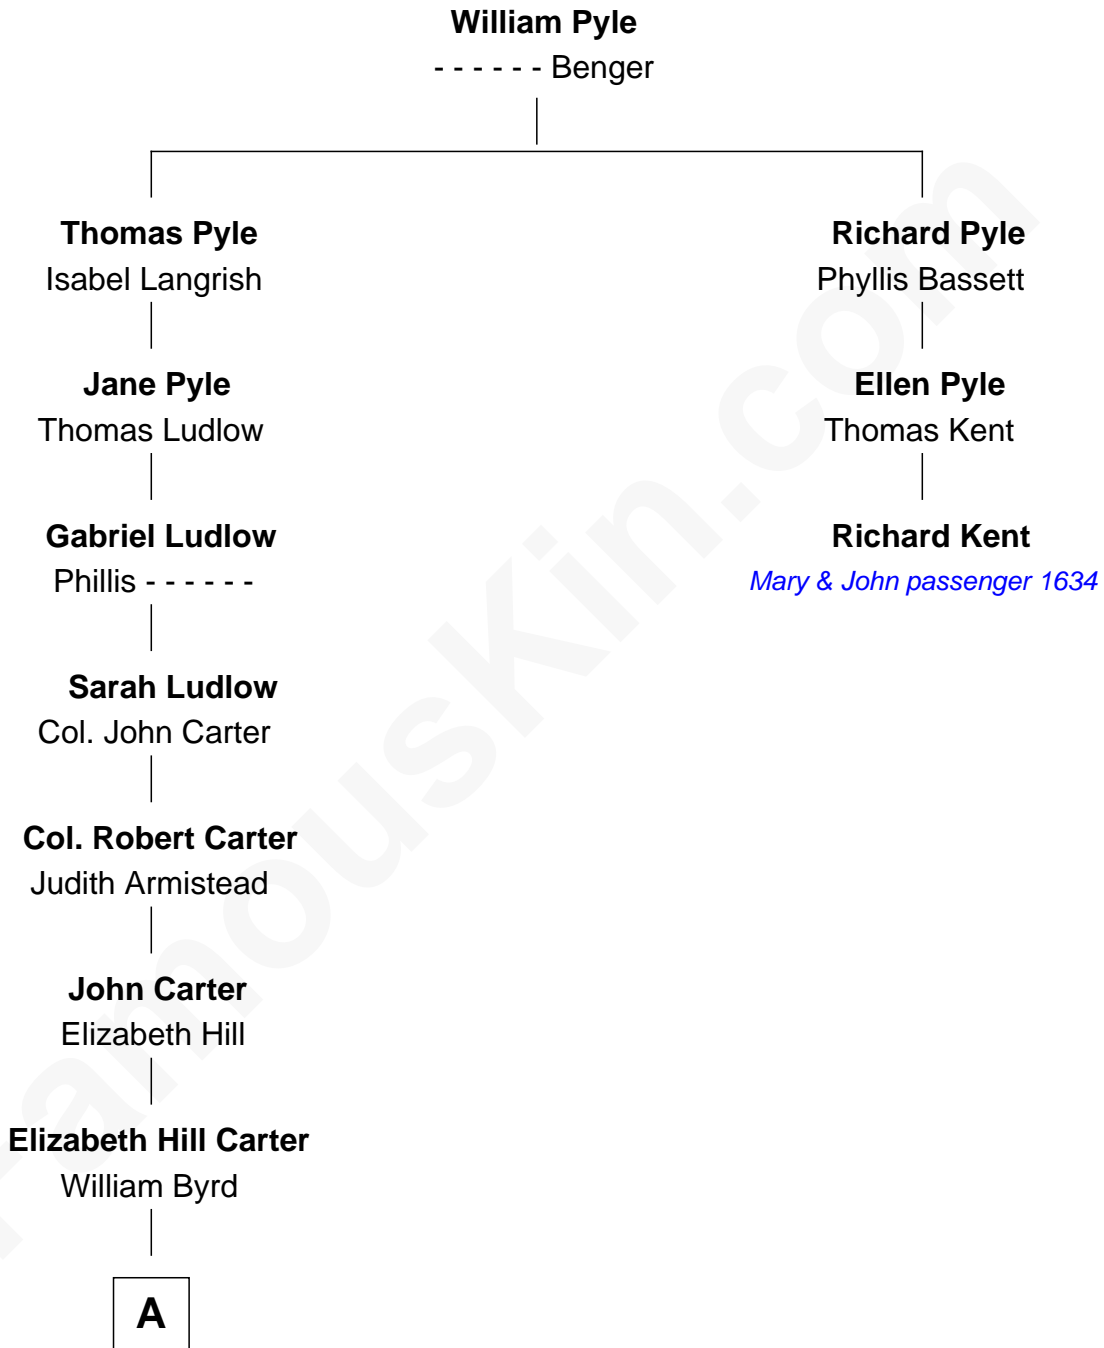 William Pyle
- - - - - - Benger
Thomas Pyle
Isabel Langrish
Richard Pyle
Phyllis Bassett
Jane Pyle
Thomas Ludlow
Ellen Pyle
Thomas Kent
Gabriel Ludlow
Phillis - - - - - -
Richard Kent
Mary & John passenger 1634
Sarah Ludlow
Col. John Carter
Col. Robert Carter
Judith Armistead
John Carter
Elizabeth Hill
Elizabeth Hill Carter
William Byrd
A
FamousKin.com